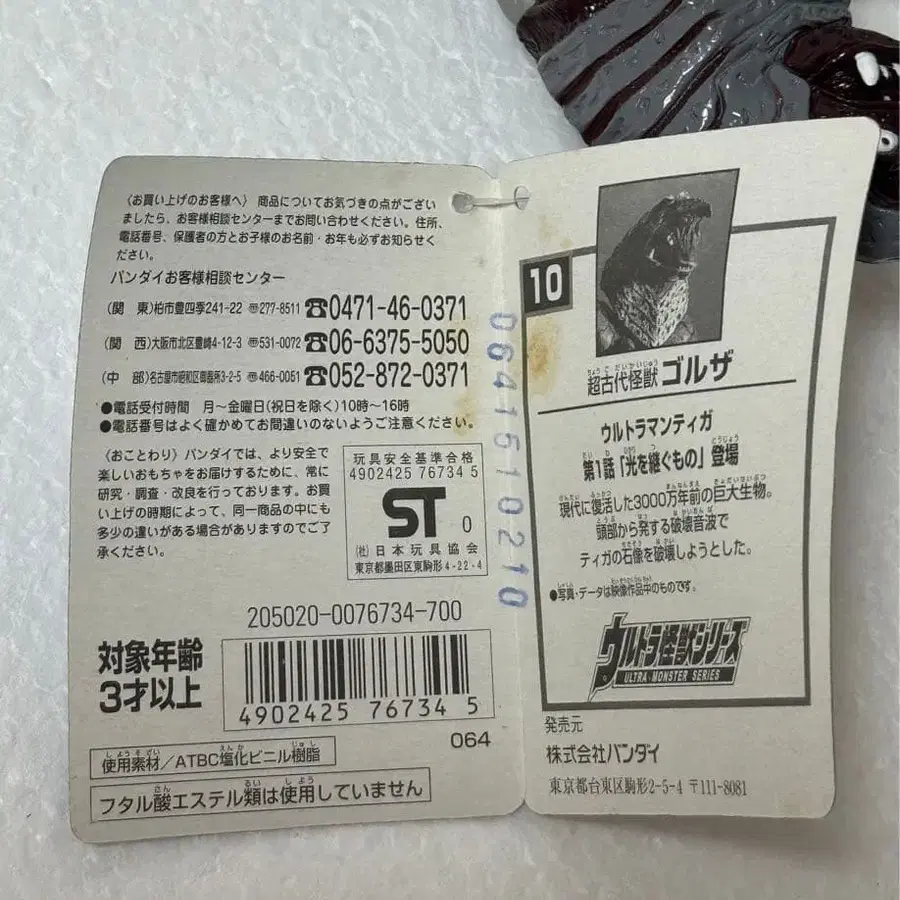 〈お買い上げのお客様へ〉 商品についてお気づきの点がござい
ましたら、お客様相談センターまでお問い合わせください。住所、
電話番号、保護者の方とお子様のお名前・お年も必ずお知らせく
ださい。
バンダイお客様相談センター
(関 東)柏市豊四季241-22 〠277-8511 ☎0471-46-0371
(関 西)大阪市北区豊崎4-12-3 〠531-0072 ☎06-6375-5050
(中 部)名古屋市昭和区御器所3-2-5 〠466-0051 ☎052-872-0371
●電話受付時間 月〜金曜日(祝日を除く)10時〜16時
●電話番号はよく確かめてお間違いのないようご注意ください。
〈おことわり〉バンダイでは、より安全で
楽しいおもちゃをお届けするために、常に
研究・調査・改良を行っております。お買
い上げの時期によって、同一商品の中にも
多少の違いがある場合がありますのでご了
承ください。
玩具安全基準合格
4902425 76734 5
ST 0
(社)日本玩具協会
東京都墨田区東駒形4-22-4
205020-0076734-700
対象年齢
3才以上
4902425 76734 5
064
使用素材/ATBC塩化ビニル樹脂
フタル酸エステル類は使用していません
06415 10210
10
超古代怪獣 ゴルザ
ウルトラマンティガ
第1話「光を継ぐもの」登場
現代に復活した3000万年前の巨大生物。
頭部から発する破壊音波で
ティガの石像を破壊しようとした。
●写真・データは映像作品中のものです。
ウルトラ怪獣シリーズ
ULTRA MONSTER SERIES
発売元
株式会社バンダイ
東京都台東区駒形2-5-4 〒111-8081